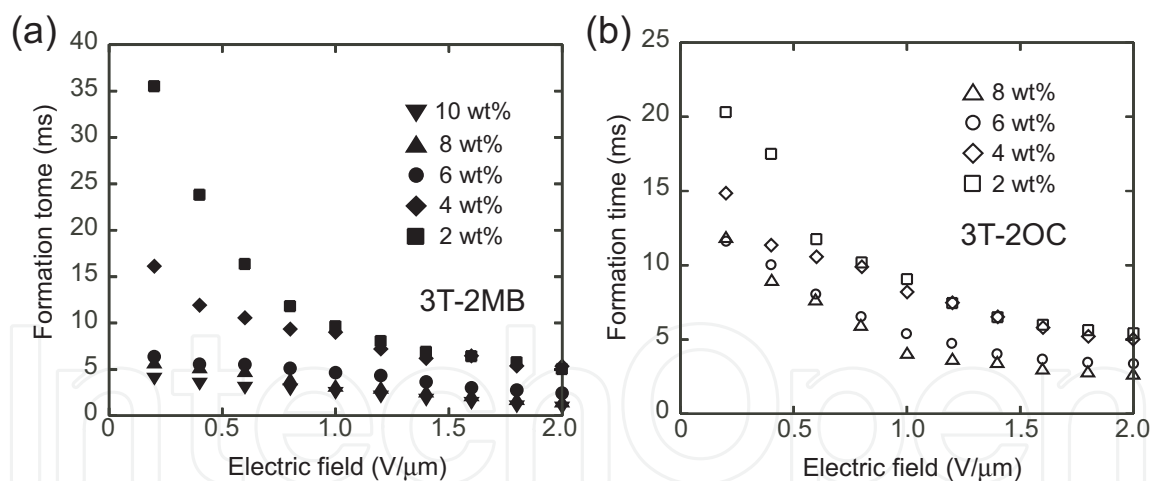 (a)
40
35
30
25
20
15
10
5
0
Formation tome (ms)
10 wt%
8 wt%
6 wt%
4 wt%
2 wt%
3T-2MB
0 0.5 1.0 1.5 2.0
Electric field (V/μm)
(b)
25
20
15
10
5
0
Formation time (ms)
8 wt%
6 wt%
4 wt%
2 wt%
3T-2OC
0 0.5 1.0 1.5 2.0
Electric field (V/μm)
IntechOpen